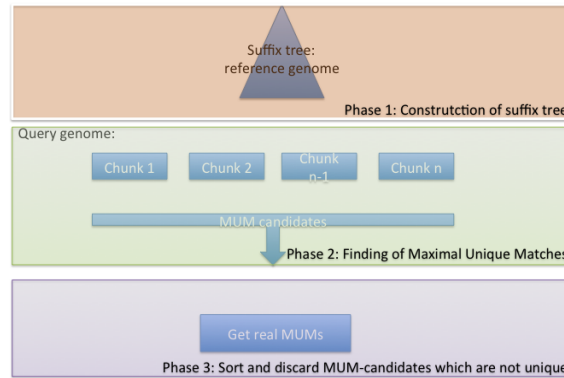 Suffix tree:
reference genome
Phase 1: Construtction of suffix tree
Query genome:
Chunk 1
Chunk 2
Chunk
n-1
Chunk n
MUM candidates
Phase 2: Finding of Maximal Unique Matches
Get real MUMs
Phase 3: Sort and discard MUM-candidates which are not unique